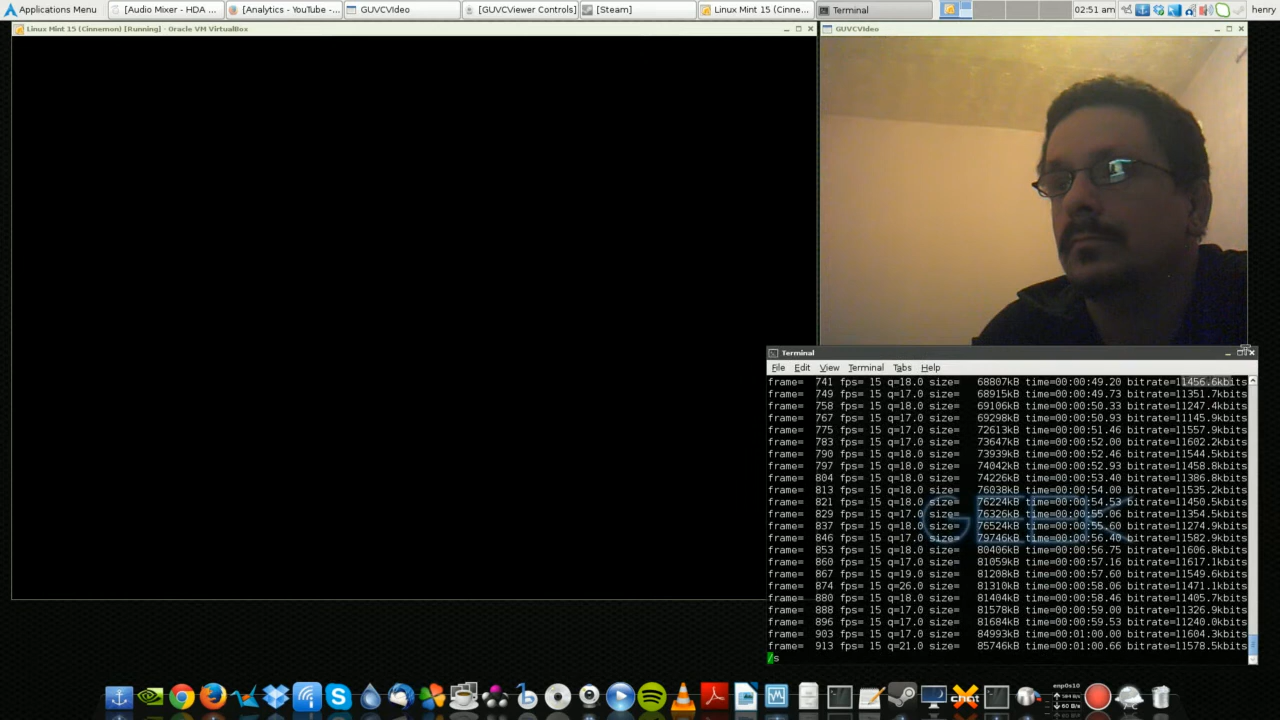 Applications Menu [Audio Mixer - HDA ... [Analytics - YouTube -... GUVCVIdeo [GUVCViewer Controls] [Steam] Linux Mint 15 (Cinne... Terminal 02:51 am henry
Linux Mint 15 (Cinnemon) [Running] - Oracle VM VirtualBox
GUVCVIdeo
Terminal
File Edit View Terminal Tabs Help
frame= 741 fps= 15 q=18.0 size= 68807kB time=00:00:49.20 bitrate=11456.6kbits
frame= 749 fps= 15 q=17.0 size= 68915kB time=00:00:49.73 bitrate=11351.7kbits
frame= 758 fps= 15 q=18.0 size= 69106kB time=00:00:50.33 bitrate=11247.4kbits
frame= 767 fps= 15 q=17.0 size= 69298kB time=00:00:50.93 bitrate=11145.9kbits
frame= 775 fps= 15 q=17.0 size= 72613kB time=00:00:51.46 bitrate=11557.9kbits
frame= 783 fps= 15 q=17.0 size= 73647kB time=00:00:52.00 bitrate=11602.2kbits
frame= 790 fps= 15 q=18.0 size= 73939kB time=00:00:52.46 bitrate=11544.5kbits
frame= 797 fps= 15 q=18.0 size= 74042kB time=00:00:52.93 bitrate=11458.8kbits
frame= 804 fps= 15 q=18.0 size= 74226kB time=00:00:53.40 bitrate=11386.8kbits
frame= 813 fps= 15 q=18.0 size= 76038kB time=00:00:54.00 bitrate=11535.2kbits
frame= 821 fps= 15 q=18.0 size= 76224kB time=00:00:54.53 bitrate=11450.5kbits
frame= 829 fps= 15 q=17.0 size= 76326kB time=00:00:55.06 bitrate=11354.5kbits
frame= 837 fps= 15 q=18.0 size= 76524kB time=00:00:55.60 bitrate=11274.9kbits
frame= 846 fps= 15 q=17.0 size= 79746kB time=00:00:56.40 bitrate=11582.9kbits
frame= 853 fps= 15 q=18.0 size= 80406kB time=00:00:56.75 bitrate=11606.8kbits
frame= 860 fps= 15 q=17.0 size= 81059kB time=00:00:57.16 bitrate=11617.1kbits
frame= 867 fps= 15 q=19.0 size= 81208kB time=00:00:57.60 bitrate=11549.6kbits
frame= 874 fps= 15 q=26.0 size= 81310kB time=00:00:58.06 bitrate=11471.1kbits
frame= 880 fps= 15 q=18.0 size= 81404kB time=00:00:58.46 bitrate=11405.7kbits
frame= 888 fps= 15 q=17.0 size= 81578kB time=00:00:59.00 bitrate=11326.9kbits
frame= 896 fps= 15 q=17.0 size= 81684kB time=00:00:59.53 bitrate=11240.0kbits
frame= 903 fps= 15 q=17.0 size= 84993kB time=00:01:00.00 bitrate=11604.3kbits
frame= 913 fps= 15 q=21.0 size= 85746kB time=00:01:00.66 bitrate=11578.5kbits
/s
GEEK
chat
enp0s10
584 B/s
60 B/s